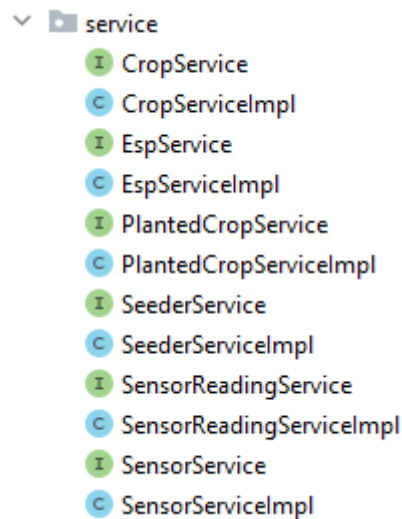 service
I CropService
C CropServiceImpl
I EspService
C EspServiceImpl
I PlantedCropService
C PlantedCropServiceImpl
I SeederService
C SeederServiceImpl
I SensorReadingService
C SensorReadingServiceImpl
I SensorService
C SensorServiceImpl